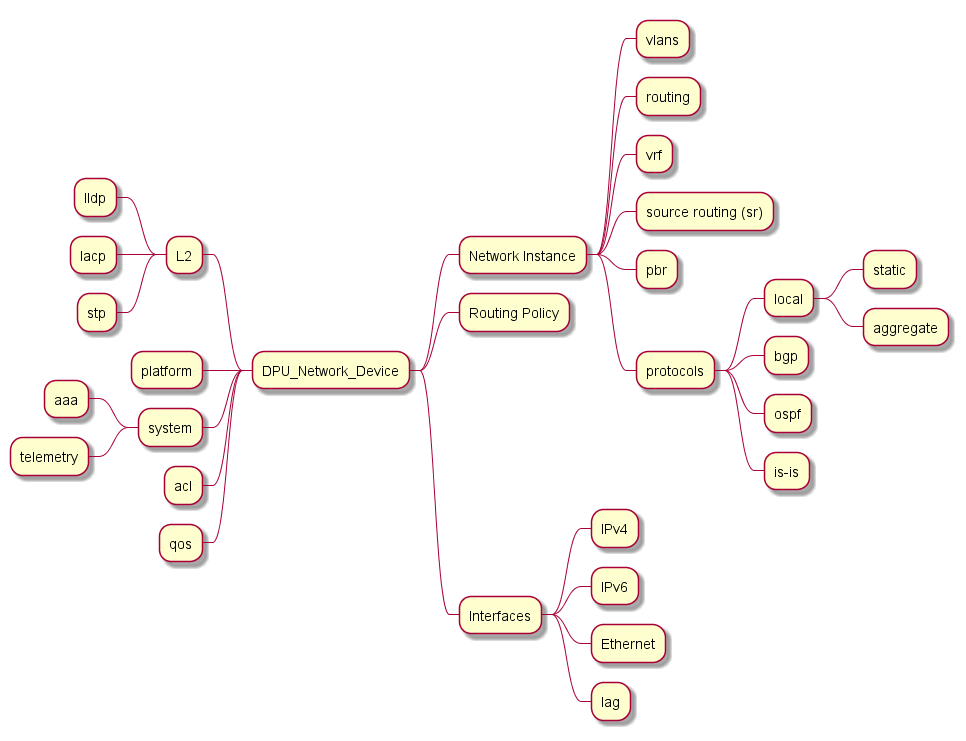 vlans
routing
vrf
lldp
source routing (sr)
L2
Network Instance
lacp
pbr
static
local
stp
Routing Policy
aggregate
bgp
platform
DPU_Network_Device
protocols
aaa
ospf
system
telemetry
is-is
acl
IPv4
qos
IPv6
Interfaces
Ethernet
lag